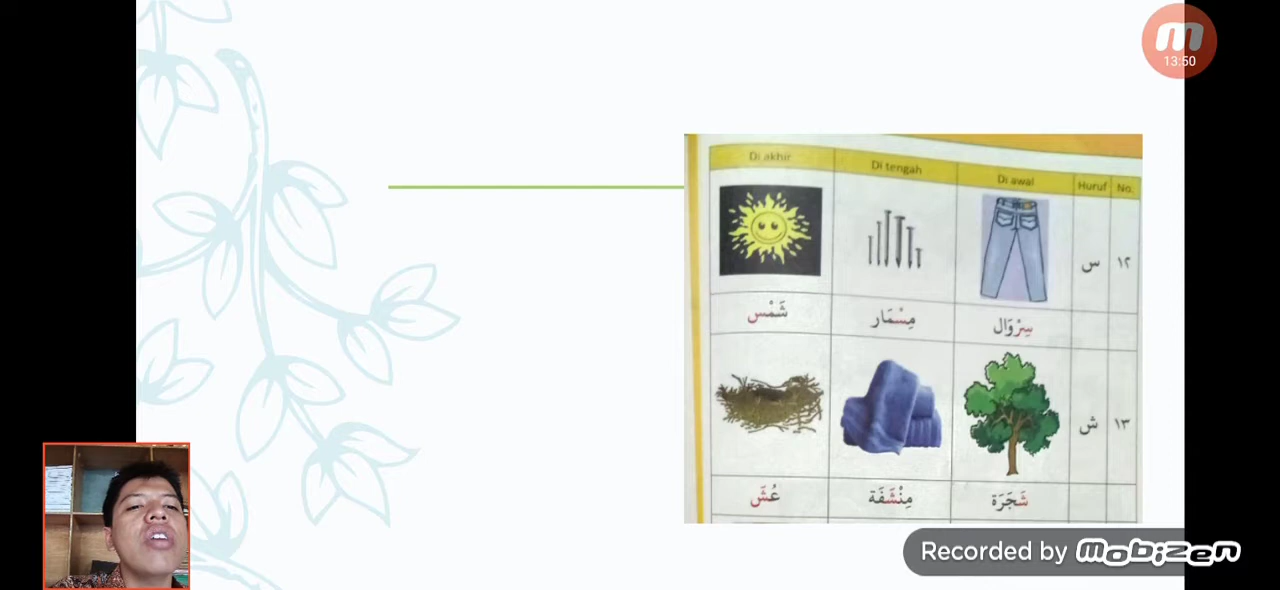 13:50
Di akhir Di tengah Di awal Huruf No.
س ١٢
شَمْس مِسْمَار سِرْوَال
ش ١٣
عُشّ مِنْشَفَة شَجَرَة
Recorded by mobizen